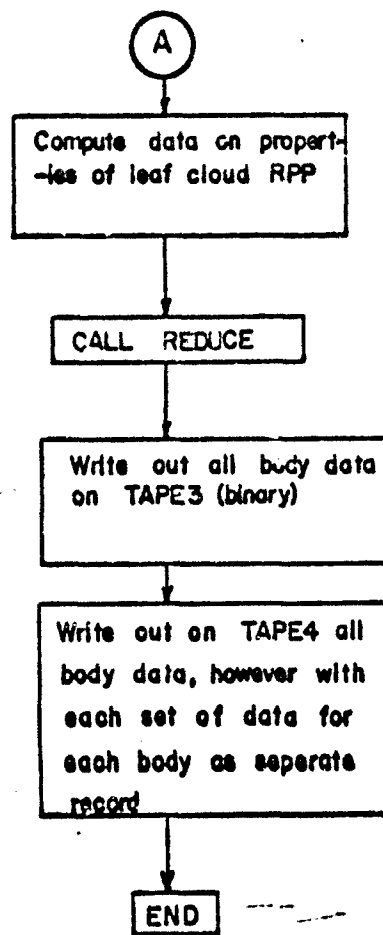 A
Compute data on propert-
-ies of leaf cloud RPP
CALL REDUCE
Write out all body data
on TAPE3 (binary)
Write out on TAPE4 all
body data, however with
each set of data for
each body as seperate
record
END